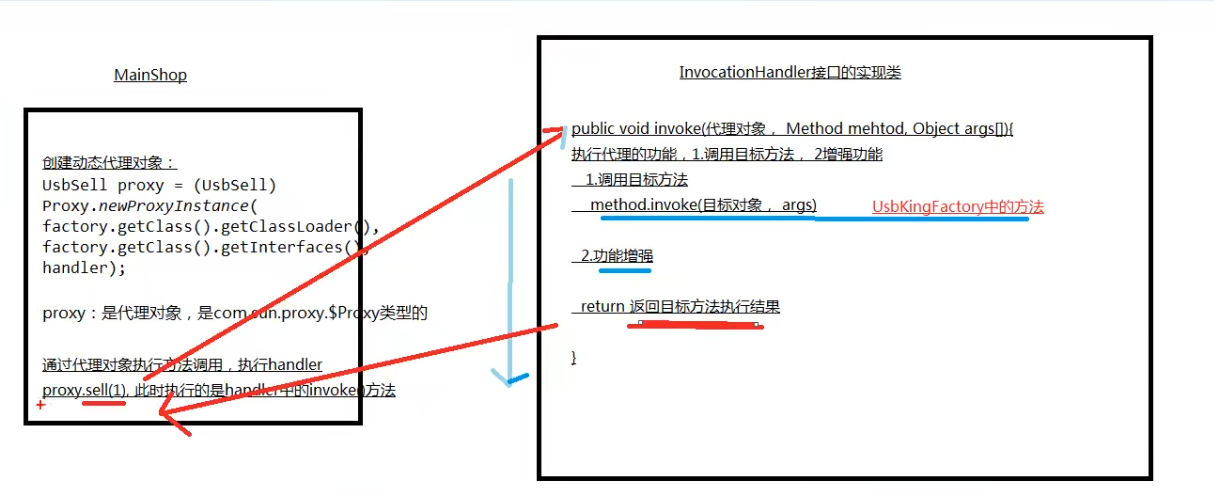 MainShop
创建动态代理对象：
UsbSell proxy = (UsbSell)
Proxy.newProxyInstance(
factory.getClass().getClassLoader(),
factory.getClass().getInterfaces(),
handler);
proxy：是代理对象，是com.sun.proxy.$Proxy类型的
通过代理对象执行方法调用，执行handler
proxy.sell(1), 此时执行的是handler中的invoke()方法
InvocationHandler接口的实现类
public void invoke(代理对象， Method mehtod, Object args[]){
执行代理的功能，1.调用目标方法， 2增强功能
1.调用目标方法
method.invoke(目标对象， args) UsbKingFactory中的方法
2.功能增强
return 返回目标方法执行结果
}